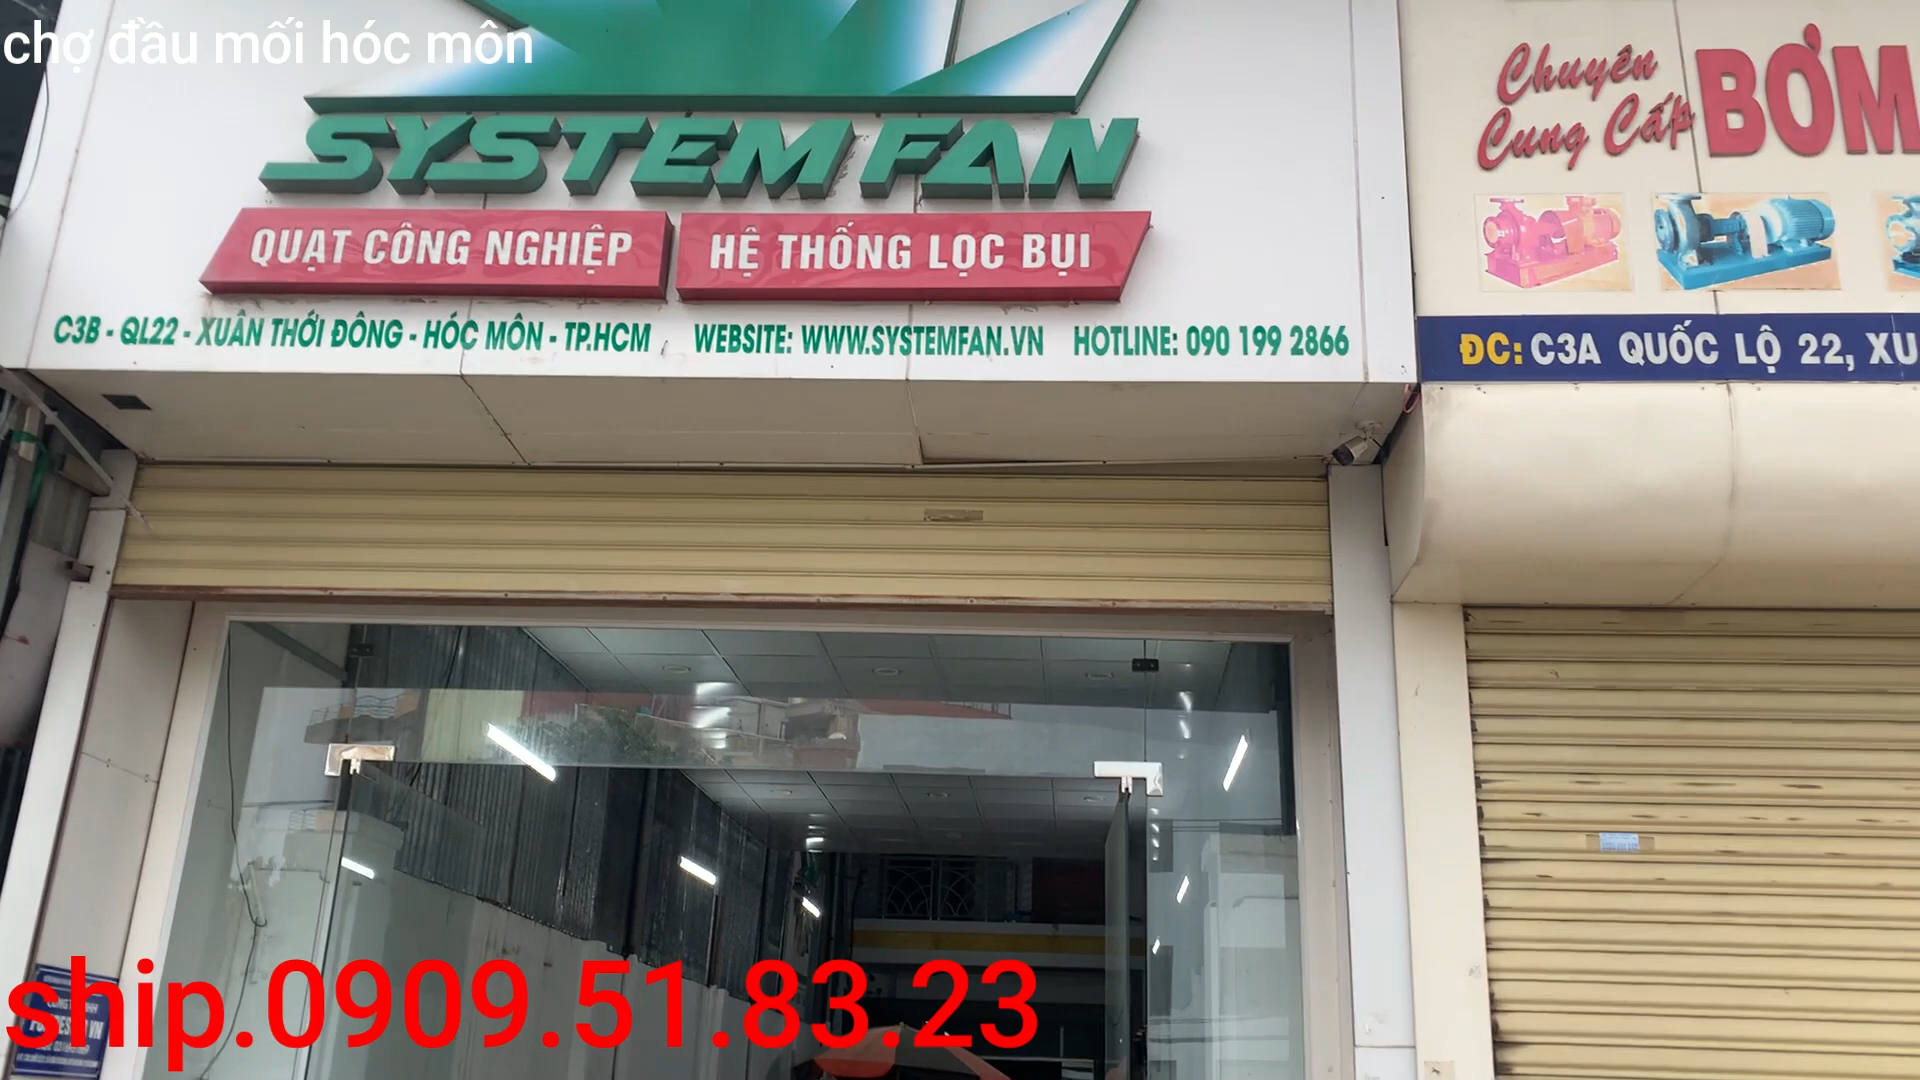 chợ đầu mối hóc môn
SYSTEM FAN
QUẠT CÔNG NGHIỆP
HỆ THỐNG LỌC BỤI
C3B - QL22 - XUÂN THỚI ĐÔNG - HÓC MÔN - TP.HCM WEBSITE: WWW.SYSTEMFAN.VN HOTLINE: 090 199 2866
Chuyên
Cung Cấp BƠM
ĐC: C3A QUỐC LỘ 22, XU
ship.0909.51.83.23